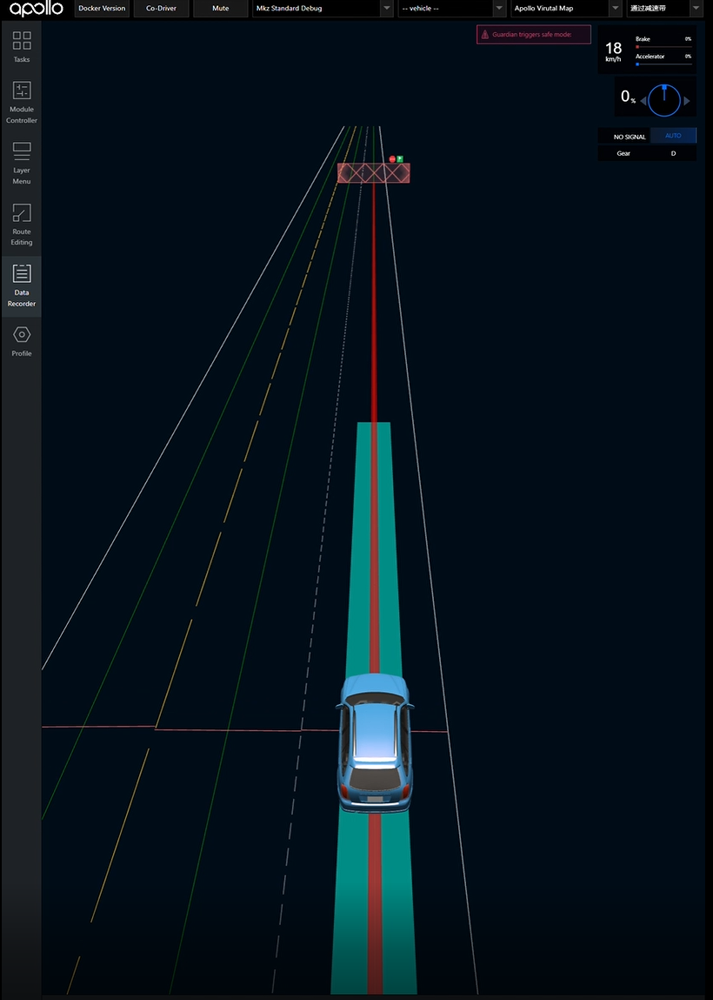 apollo
Docker Version
Co-Driver
Mute
Mkz Standard Debug
-- vehicle --
Apollo Virutal Map
通过减速带
Tasks
Module
Controller
Layer
Menu
Route
Editing
Data
Recorder
Profile
Guardian triggers safe mode:
18
km/h
Brake 0%
Accelerator 0%
0 %
NO SIGNAL
AUTO
Gear D
P